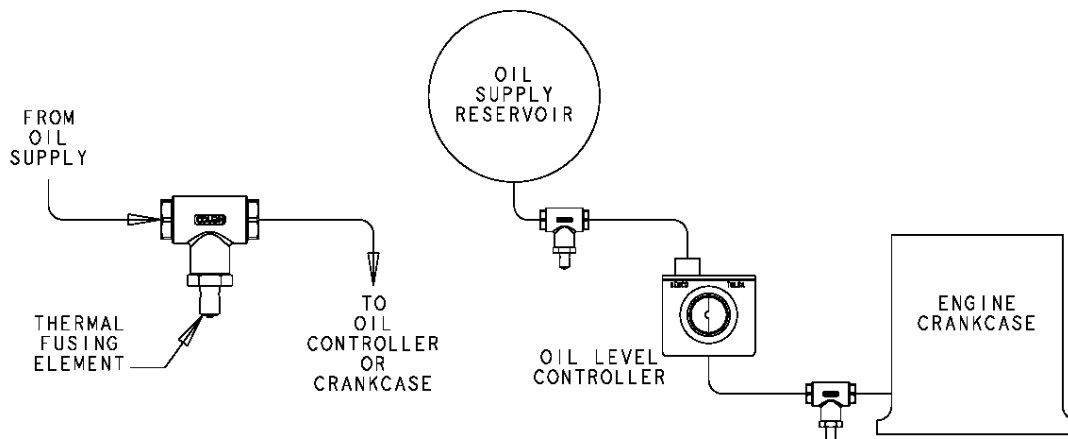 FROM
OIL
SUPPLY
THERMAL
FUSING
ELEMENT
TO
OIL
CONTROLLER
OR
CRANKCASE
OIL
SUPPLY
RESERVOIR
OIL LEVEL
CONTROLLER
ENGINE
CRANKCASE